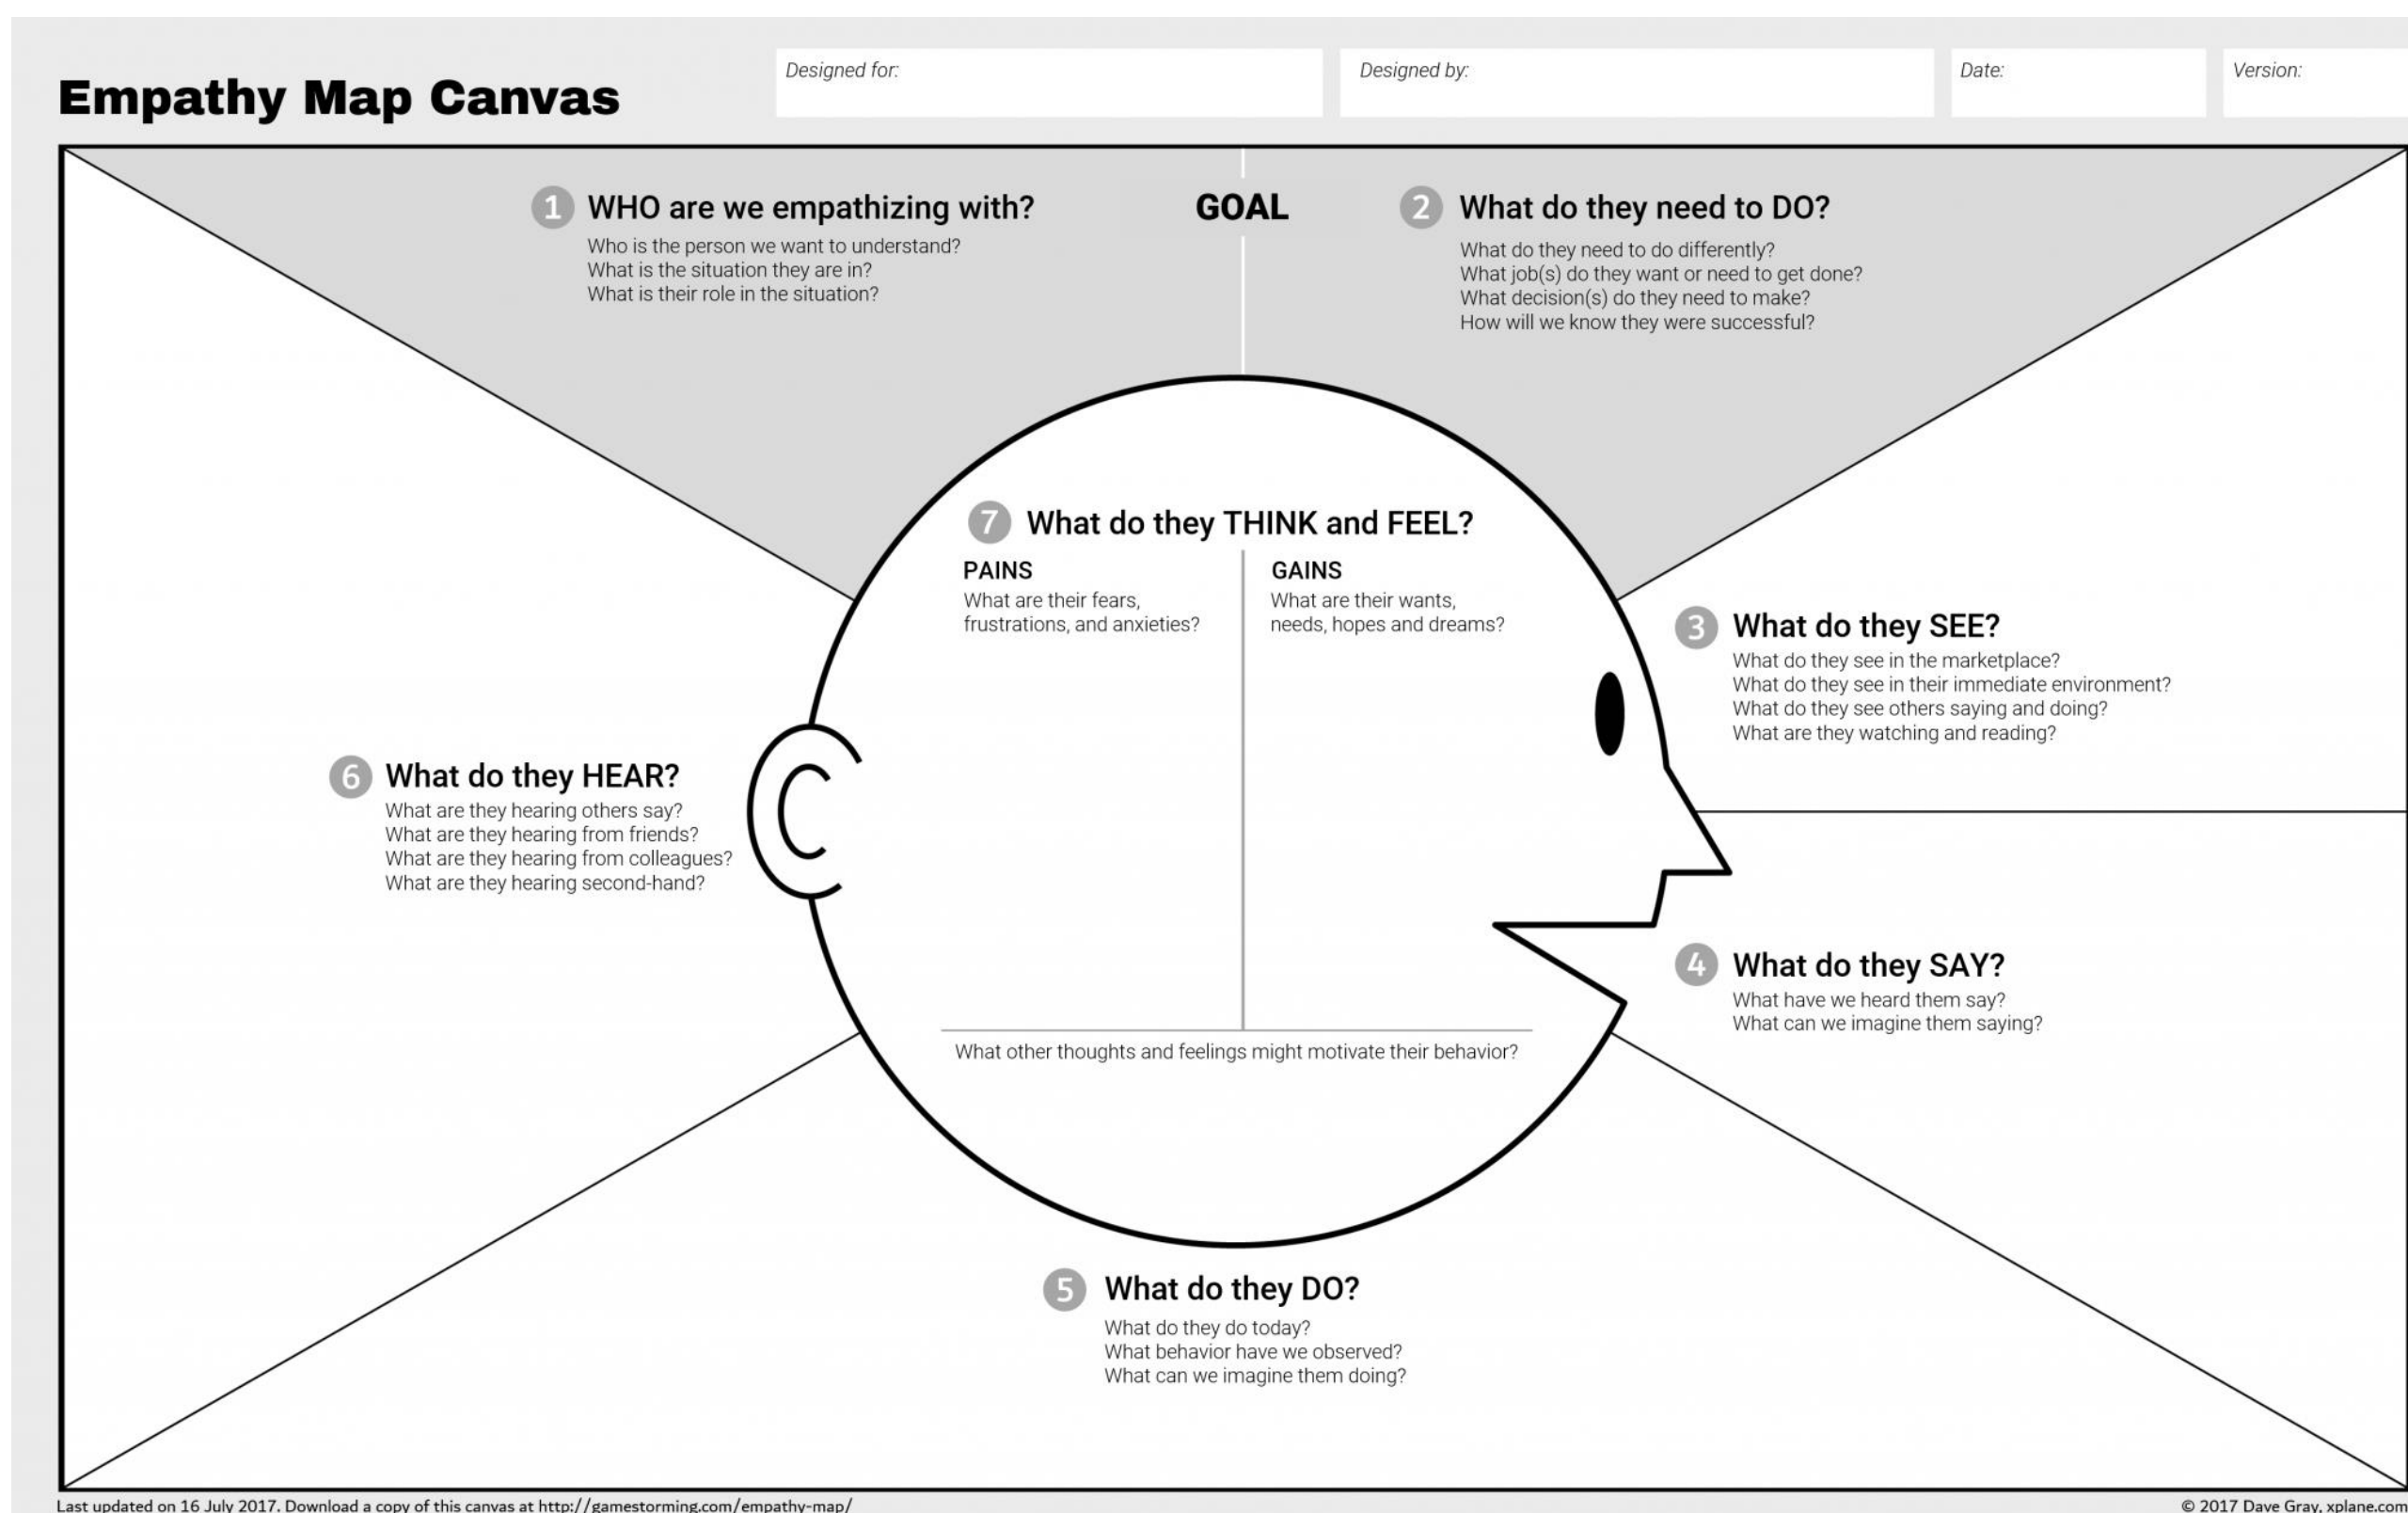 Empathy Map Canvas
Designed for:
Designed by:
Date:
Version:
1 WHO are we empathizing with?
Who is the person we want to understand?
What is the situation they are in?
What is their role in the situation?
GOAL
2 What do they need to DO?
What do they need to do differently?
What job(s) do they want or need to get done?
What decision(s) do they need to make?
How will we know they were successful?
3 What do they SEE?
What do they see in the marketplace?
What do they see in their immediate environment?
What do they see others saying and doing?
What are they watching and reading?
4 What do they SAY?
What have we heard them say?
What can we imagine them saying?
5 What do they DO?
What do they do today?
What behavior have we observed?
What can we imagine them doing?
6 What do they HEAR?
What are they hearing others say?
What are they hearing from friends?
What are they hearing from colleagues?
What are they hearing second-hand?
7 What do they THINK and FEEL?
PAINS
What are their fears,
frustrations, and anxieties?
GAINS
What are their wants,
needs, hopes and dreams?
What other thoughts and feelings might motivate their behavior?
Last updated on 16 July 2017. Download a copy of this canvas at http://gamestorming.com/empathy-map/
© 2017 Dave Gray, xplane.com